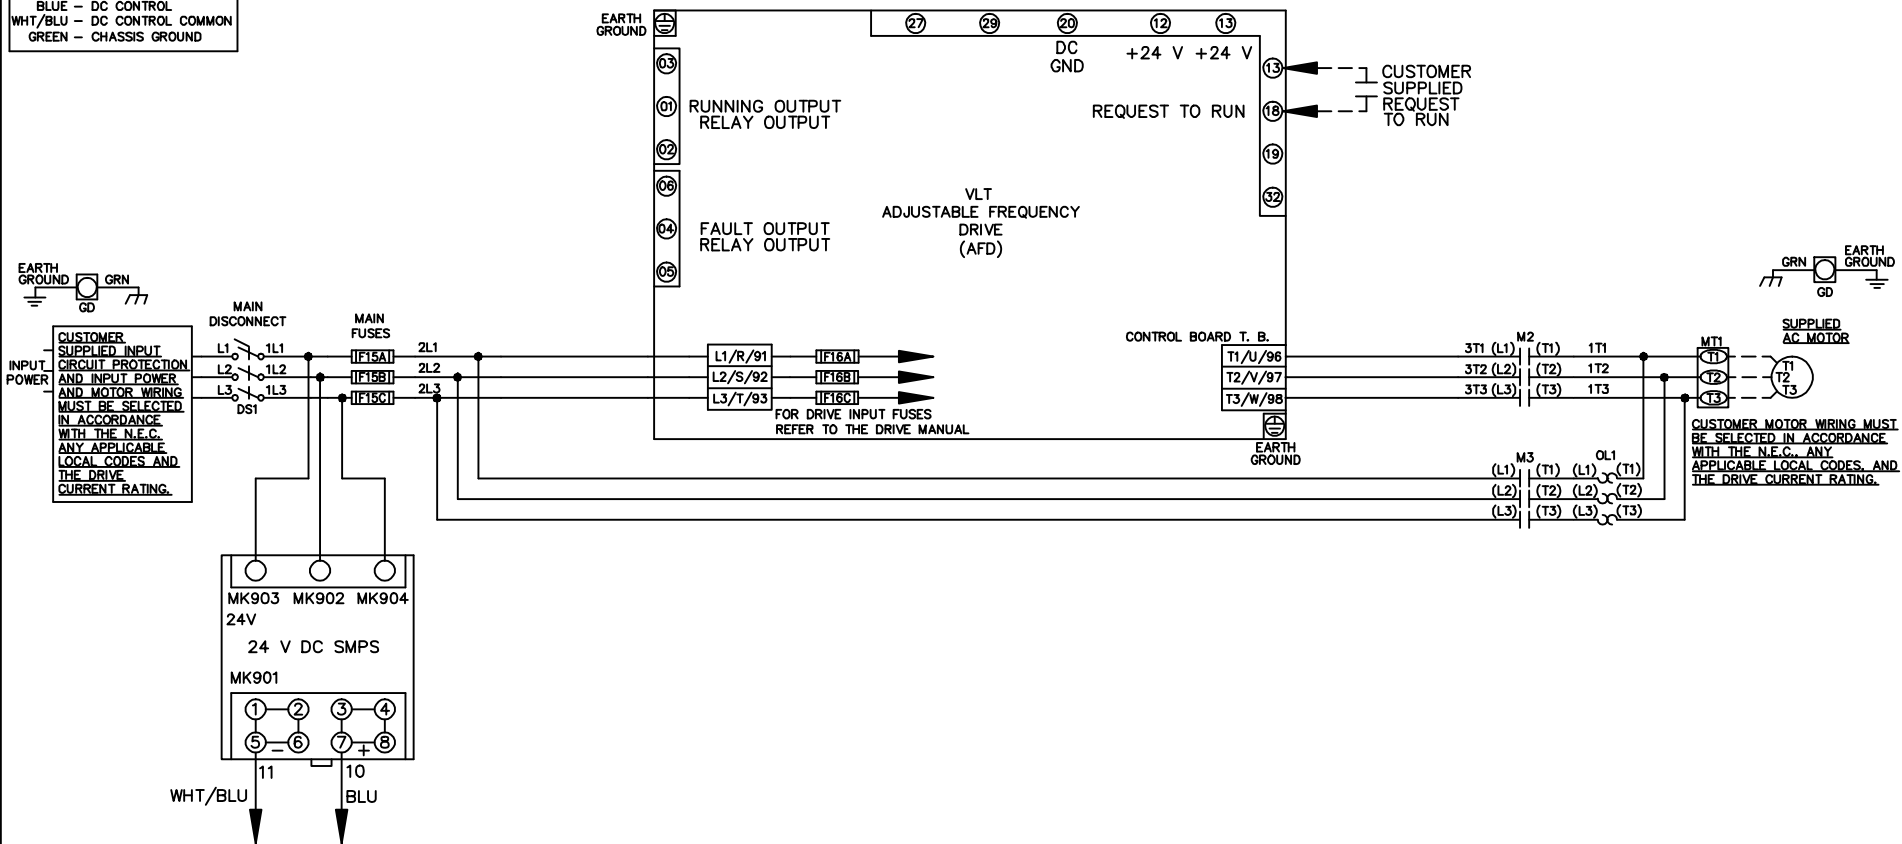 BLUE – DC CONTROL
WHT/BLU – DC CONTROL COMMON
GREEN – CHASSIS GROUND
EARTH
GROUND
27
29
20
12
13
DC
GND
+24 V
+24 V
03
01
02
RUNNING OUTPUT
RELAY OUTPUT
06
04
05
FAULT OUTPUT
RELAY OUTPUT
REQUEST TO RUN
13
18
19
32
CUSTOMER
SUPPLIED
REQUEST
TO RUN
VLT
ADJUSTABLE FREQUENCY
DRIVE
(AFD)
EARTH
GROUND
GRN
GD
INPUT
POWER
CUSTOMER
SUPPLIED INPUT
CIRCUIT PROTECTION
AND INPUT POWER
AND MOTOR WIRING
MUST BE SELECTED
IN ACCORDANCE
WITH THE N.E.C.
ANY APPLICABLE
LOCAL CODES AND
THE DRIVE
CURRENT RATING.
MAIN
DISCONNECT
L1
1L1
L2
1L2
L3
1L3
DS1
MAIN
FUSES
F15A
F15B
F15C
2L1
2L2
2L3
L1/R/91
L2/S/92
L3/T/93
F16A
F16B
F16C
FOR DRIVE INPUT FUSES
REFER TO THE DRIVE MANUAL
CONTROL BOARD T. B.
T1/U/96
T2/V/97
T3/W/98
EARTH
GROUND
M2
3T1 (L1) (T1) 1T1
3T2 (L2) (T2) 1T2
3T3 (L3) (T3) 1T3
MT1
T1
T2
T3
GRN
GD
EARTH
GROUND
SUPPLIED
AC MOTOR
T1
T2
T3
CUSTOMER MOTOR WIRING MUST
BE SELECTED IN ACCORDANCE
WITH THE N.E.C., ANY
APPLICABLE LOCAL CODES, AND
THE DRIVE CURRENT RATING.
M3
OL1
(L1) (T1) (L1) (T1)
(L2) (T2) (L2) (T2)
(L3) (T3) (L3) (T3)
MK903 MK902 MK904
24V
24 V DC SMPS
MK901
1 2 3 4
5 – 6 7 + 8
11
10
WHT/BLU
BLU